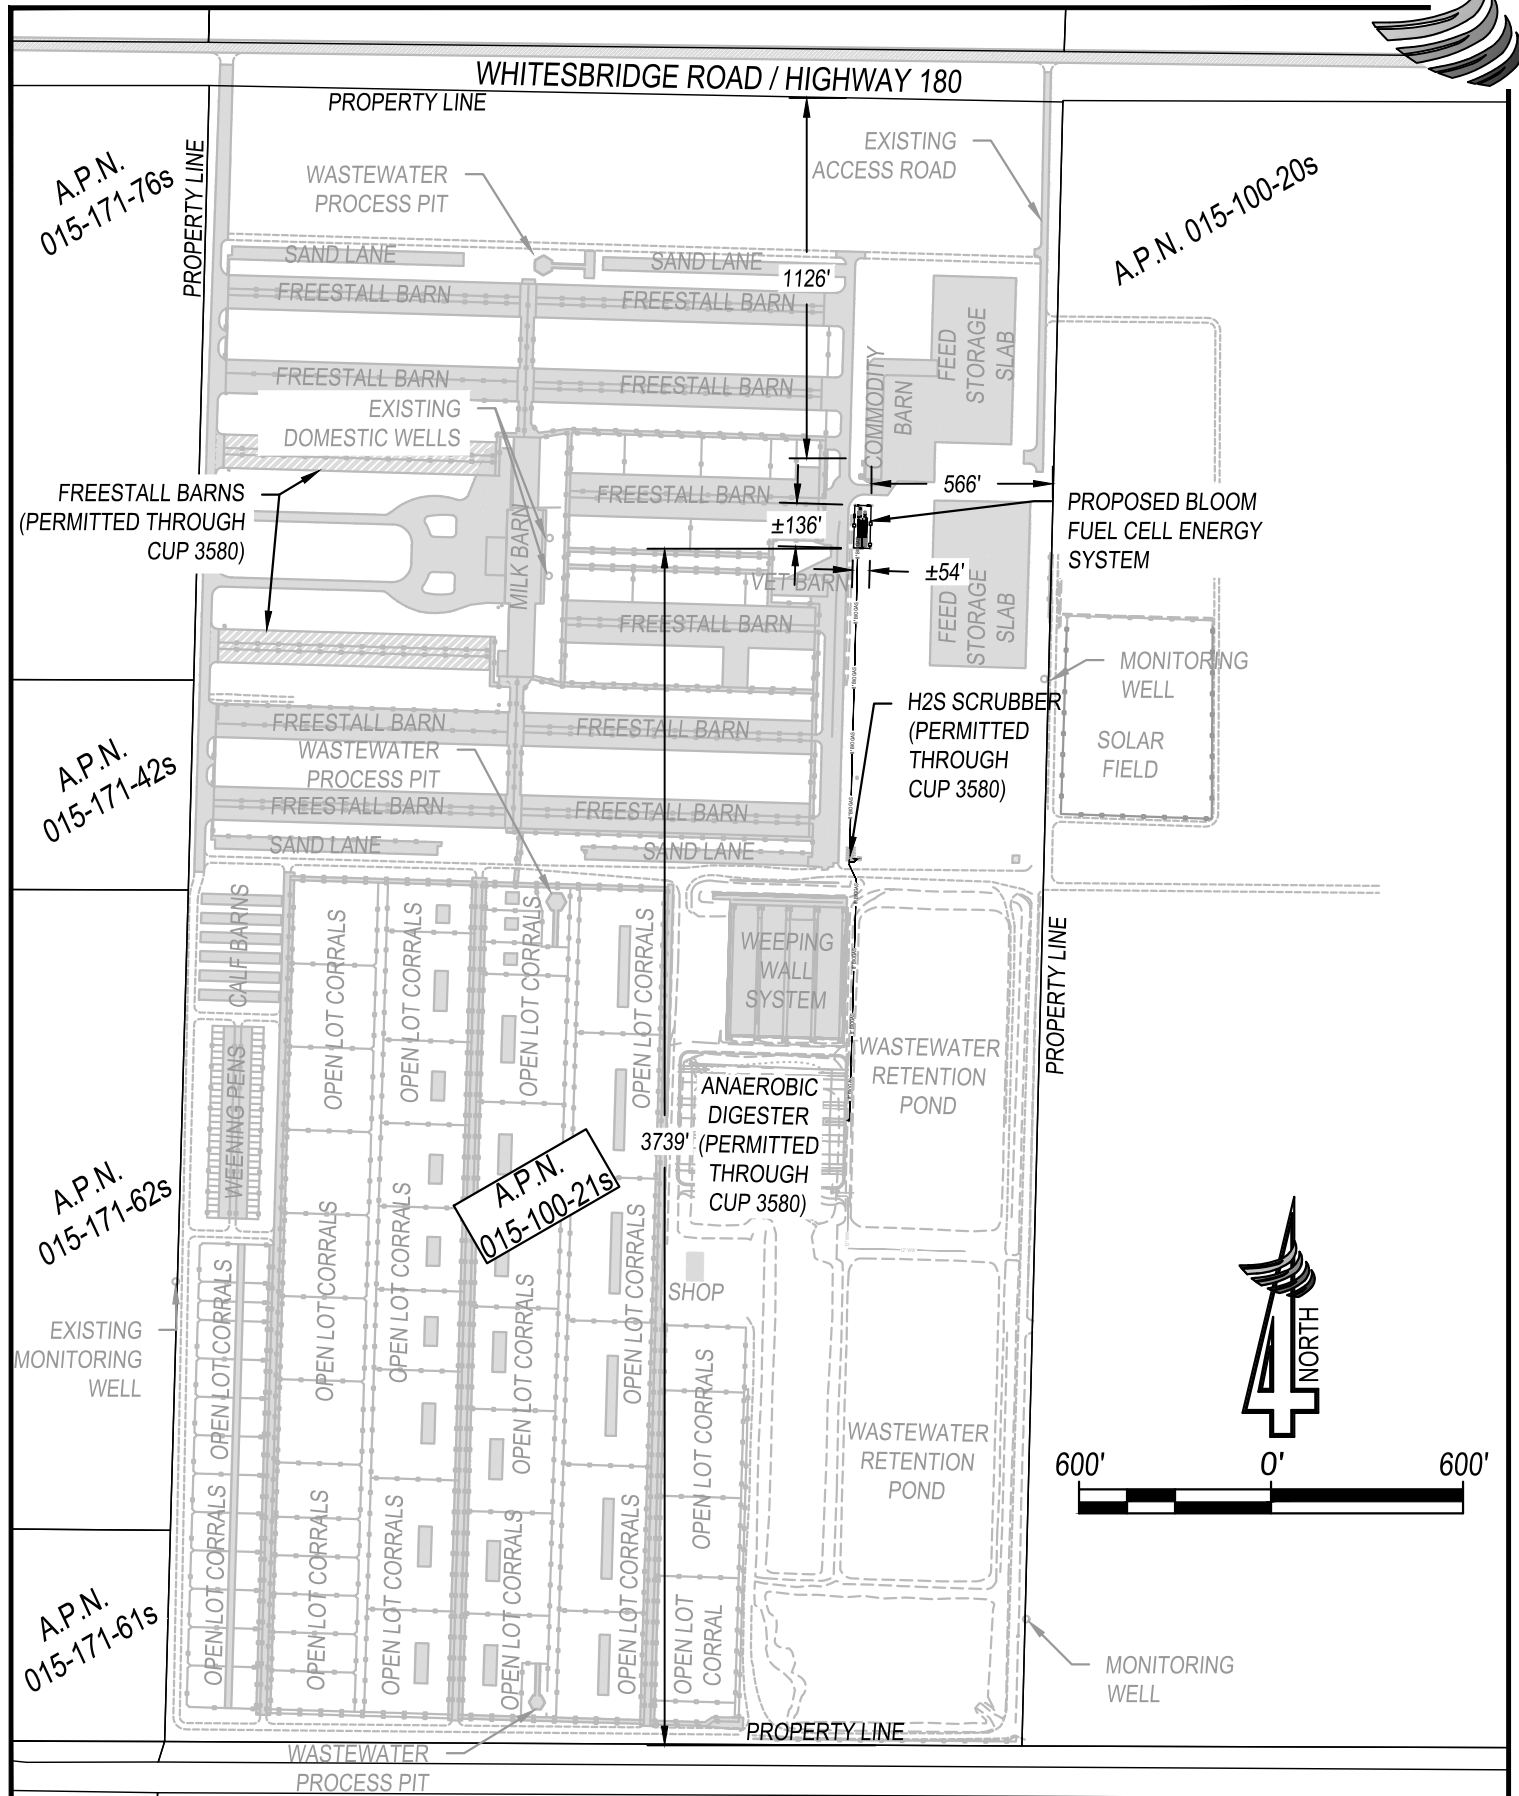 WHITESBRIDGE ROAD / HIGHWAY 180
PROPERTY LINE
A.P.N.
015-171-76s
PROPERTY LINE
WASTEWATER
PROCESS PIT
EXISTING
ACCESS ROAD
A.P.N. 015-100-20s
SAND LANE
SAND LANE
1126'
FREESTALL BARN
FREESTALL BARN
FEED
STORAGE
SLAB
COMMODITY
BARN
FREESTALL BARN
FREESTALL BARN
EXISTING
DOMESTIC WELLS
FREESTALL BARNS
(PERMITTED THROUGH
CUP 3580)
MILK BARN
FREESTALL BARN
±136'
566'
PROPOSED BLOOM
FUEL CELL ENERGY
SYSTEM
±54'
VET BARN
FREESTALL BARN
FEED
STORAGE
SLAB
MONITORING
WELL
SOLAR
FIELD
H2S SCRUBBER
(PERMITTED
THROUGH
CUP 3580)
A.P.N.
015-171-42s
FREESTALL BARN
FREESTALL BARN
WASTEWATER
PROCESS PIT
FREESTALL BARN
FREESTALL BARN
SAND LANE
SAND LANE
CALF BARNS
OPEN LOT CORRALS
OPEN LOT CORRALS
OPEN LOT CORRALS
OPEN LOT CORRALS
WEEPING
WALL
SYSTEM
PROPERTY LINE
WEENING PENS
WASTEWATER
RETENTION
POND
ANAEROBIC
DIGESTER
(PERMITTED
THROUGH
CUP 3580)
3739'
A.P.N.
015-100-21s
A.P.N.
015-171-62s
OPEN LOT CORRALS
OPEN LOT CORRALS
OPEN LOT CORRALS
OPEN LOT CORRALS
OPEN LOT CORRALS
SHOP
EXISTING
MONITORING
WELL
OPEN LOT CORRALS
WASTEWATER
RETENTION
POND
NORTH
600'
0'
600'
A.P.N.
015-171-61s
OPEN LOT CORRALS
OPEN LOT CORRALS
OPEN LOT CORRALS
OPEN LOT CORRALS
OPEN LOT CORRALS
OPEN LOT
CORRAL
MONITORING
WELL
PROPERTY LINE
WASTEWATER
PROCESS PIT